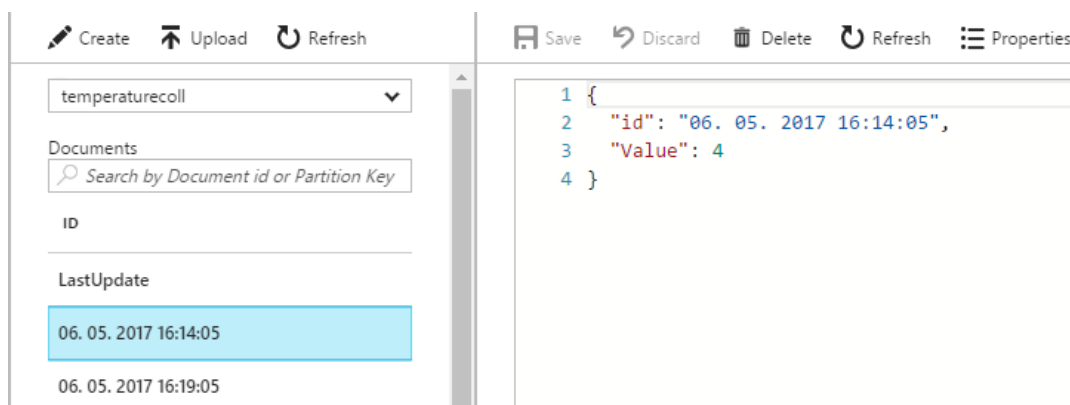 Create Upload Refresh
temperaturecoll
Documents
Search by Document id or Partition Key
ID
LastUpdate
06. 05. 2017 16:14:05
06. 05. 2017 16:19:05
Save Discard Delete Refresh Properties
1 {
2 "id": "06. 05. 2017 16:14:05",
3 "Value": 4
4 }